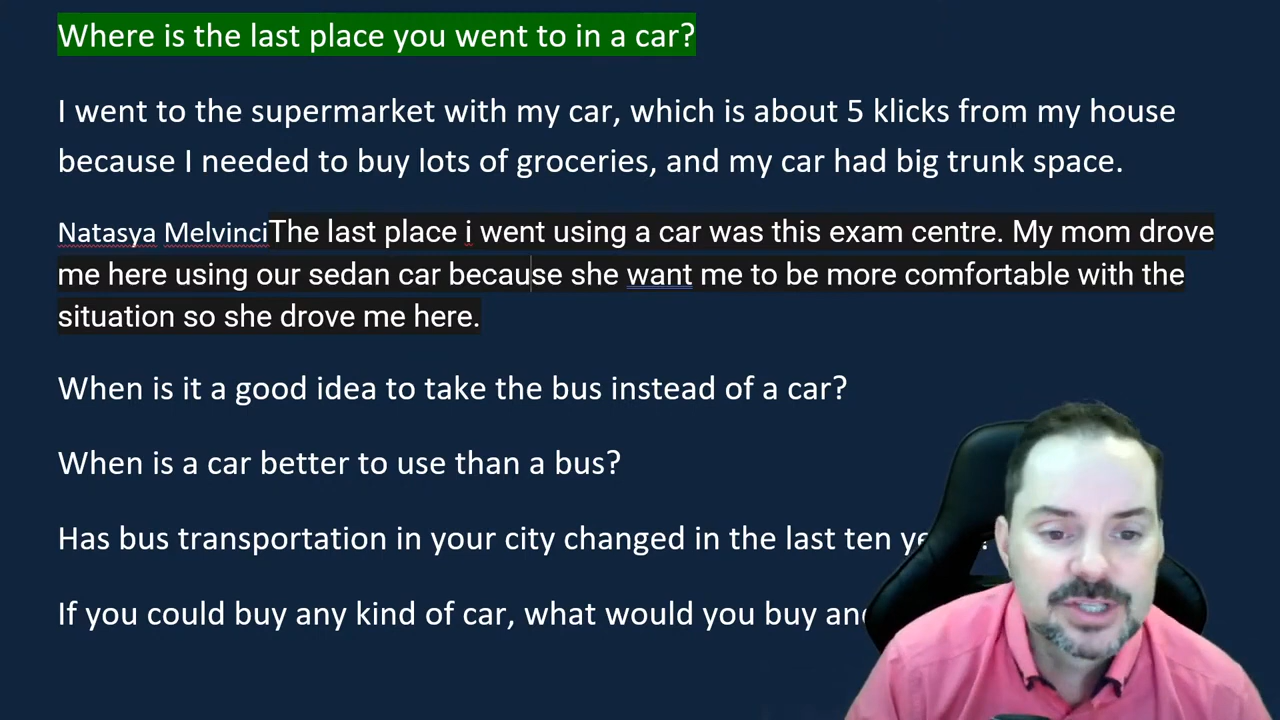 Where is the last place you went to in a car?
I went to the supermarket with my car, which is about 5 klicks from my house
because I needed to buy lots of groceries, and my car had big trunk space.
Natasya MelvinciThe last place i went using a car was this exam centre. My mom drove
me here using our sedan car because she want me to be more comfortable with the
situation so she drove me here.
When is it a good idea to take the bus instead of a car?
When is a car better to use than a bus?
Has bus transportation in your city changed in the last ten
If you could buy any kind of car, what would you buy